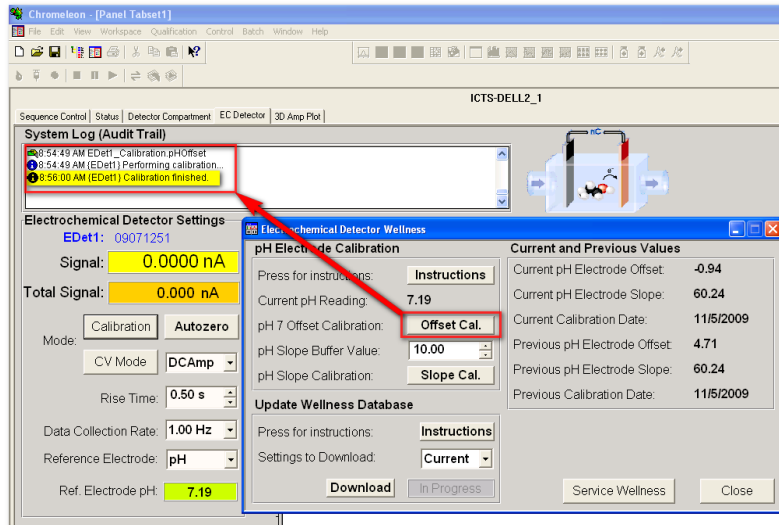 Chromeleon - [Panel Tabset1]
File Edit View Workspace Qualification Control Batch Window Help
ICTS-DELL2_1
Sequence Control Status Detector Compartment EC Detector 3D Amp Plot
System Log (Audit Trail)
8:54:49 AM EDet1_Calibration.pHOffset
8:54:49 AM {EDet1} Performing calibration...
8:56:00 AM {EDet1} Calibration finished.
nC
e⁻
Electrochemical Detector Settings
EDet1: 09071251
Signal: 0.0000 nA
Total Signal: 0.000 nA
Mode: Calibration Autozero
CV Mode DCAmp
Rise Time: 0.50 s
Data Collection Rate: 1.00 Hz
Reference Electrode: pH
Ref. Electrode pH: 7.19
Electrochemical Detector Wellness
pH Electrode Calibration
Press for instructions: Instructions
Current pH Reading: 7.19
pH 7 Offset Calibration: Offset Cal.
pH Slope Buffer Value: 10.00
pH Slope Calibration: Slope Cal.
Update Wellness Database
Press for instructions: Instructions
Settings to Download: Current
Download In Progress
Current and Previous Values
Current pH Electrode Offset: -0.94
Current pH Electrode Slope: 60.24
Current Calibration Date: 11/5/2009
Previous pH Electrode Offset: 4.71
Previous pH Electrode Slope: 60.24
Previous Calibration Date: 11/5/2009
Service Wellness Close